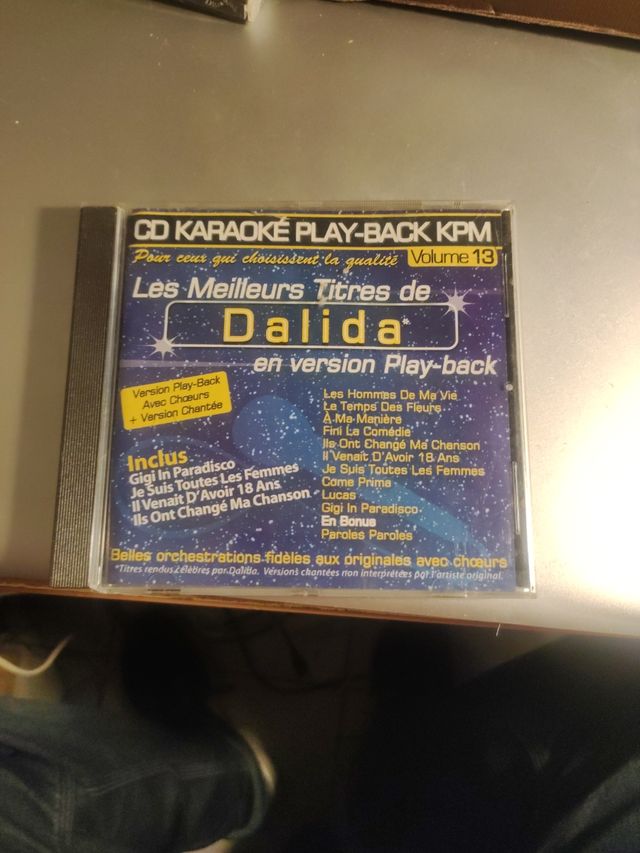 CD KARAOKÉ PLAY-BACK KPM
Pour ceux qui choisissent la qualité
Volume 13
Les Meilleurs Titres de
Dalida*
en version Play-back
Version Play-Back
Avec Chœurs
+ Version Chantée
Inclus
Gigi In Paradisco
Je Suis Toutes Les Femmes
Il Venait D'Avoir 18 Ans
Ils Ont Changé Ma Chanson
Les Hommes De Ma Vie
Le Temps Des Fleurs
À Ma Manière
Fini La Comédie
Ils Ont Changé Ma Chanson
Il Venait D'Avoir 18 Ans
Je Suis Toutes Les Femmes
Come Prima
Lucas
Gigi In Paradisco
En Bonus
Paroles Paroles
Belles orchestrations fidèles aux originales avec chœurs
*Titres rendus célèbres par Dalida. Versions chantées non interprétées par l'artiste original.